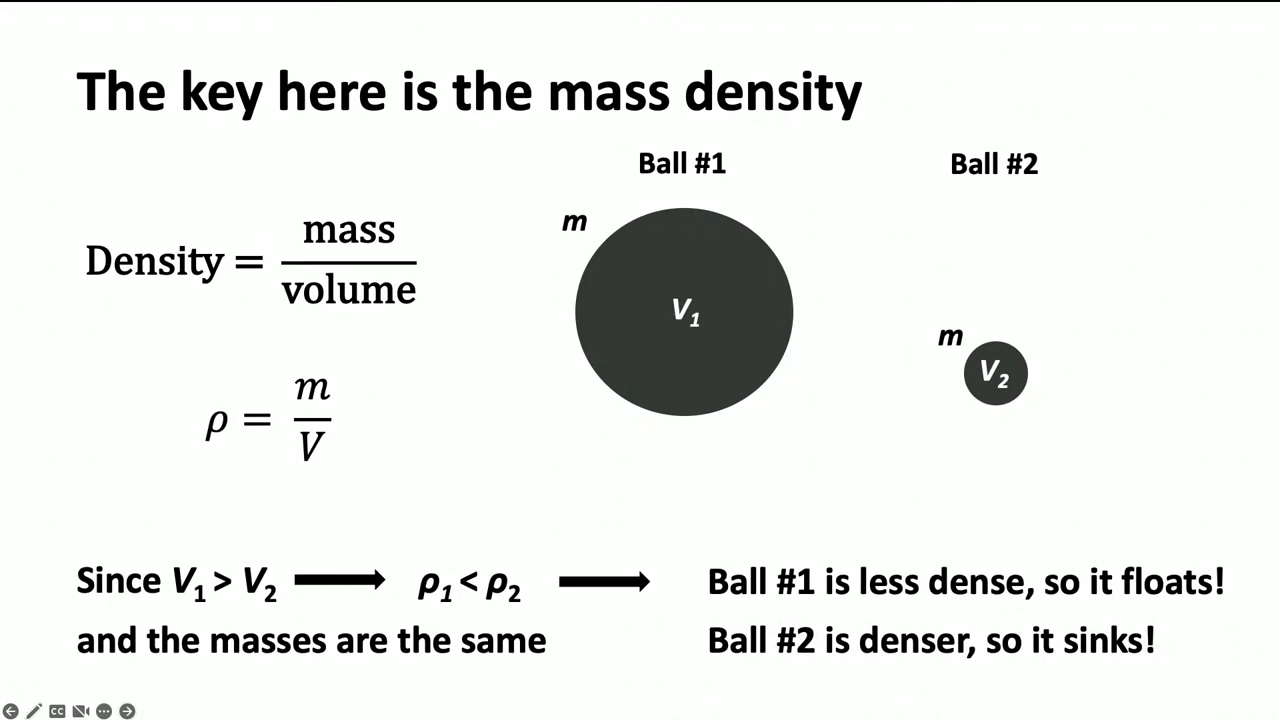 The key here is the mass density
Ball #1
Ball #2
Density = mass / volume
ρ = m / V
m
V₁
m
V₂
Since V₁ > V₂ ⟶ ρ₁ < ρ₂ ⟶ Ball #1 is less dense, so it floats!
and the masses are the same Ball #2 is denser, so it sinks!
CC